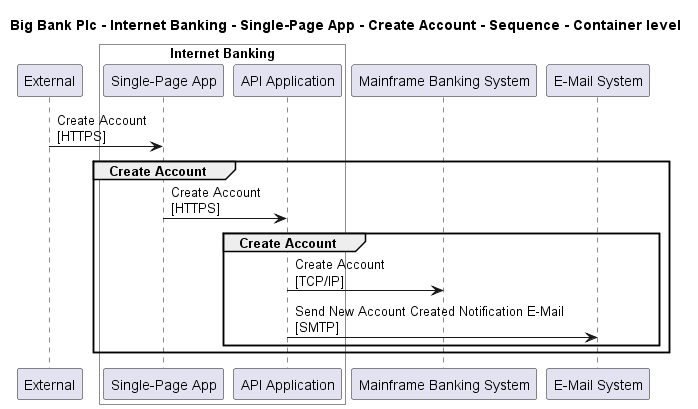 Big Bank Plc - Internet Banking - Single-Page App - Create Account - Sequence - Container level
Internet Banking
External
Single-Page App
API Application
Mainframe Banking System
E-Mail System
Create Account
[HTTPS]
Create Account
Create Account
[HTTPS]
Create Account
Create Account
[TCP/IP]
Send New Account Created Notification E-Mail
[SMTP]
External
Single-Page App
API Application
Mainframe Banking System
E-Mail System